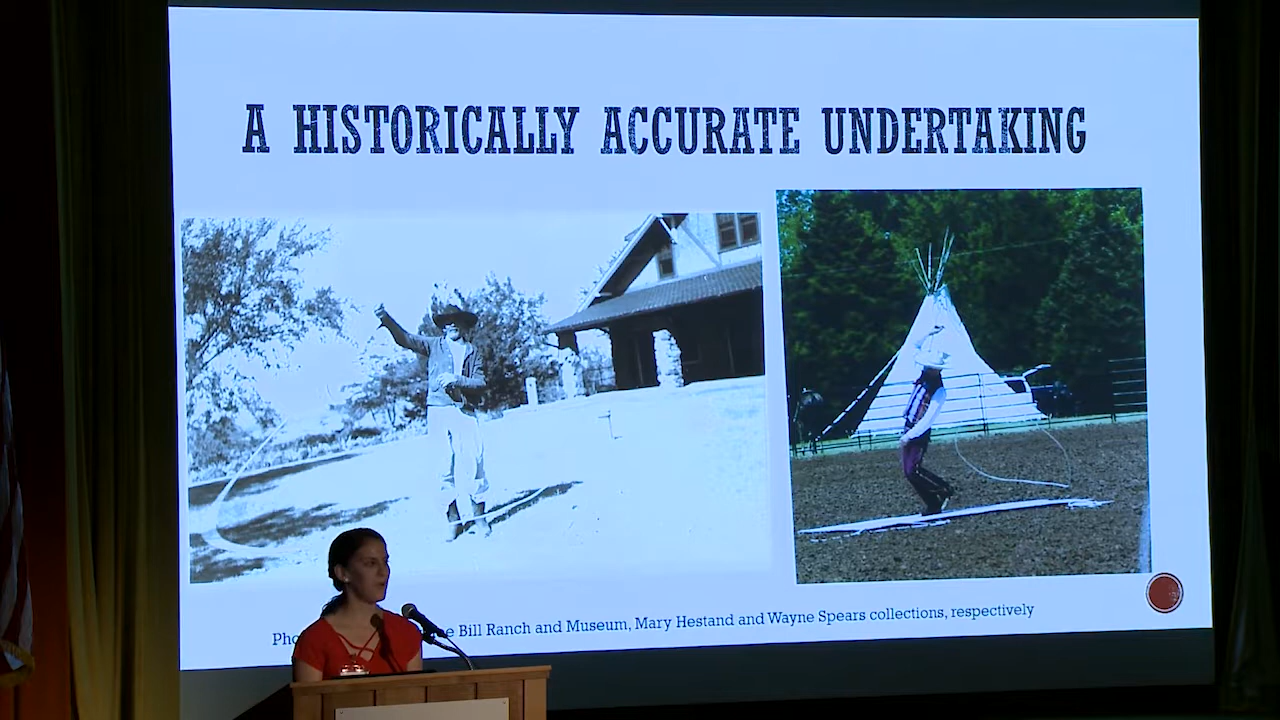 A HISTORICALLY ACCURATE UNDERTAKING
Bill Ranch and Museum, Mary Hestand and Wayne Spears collections, respectively